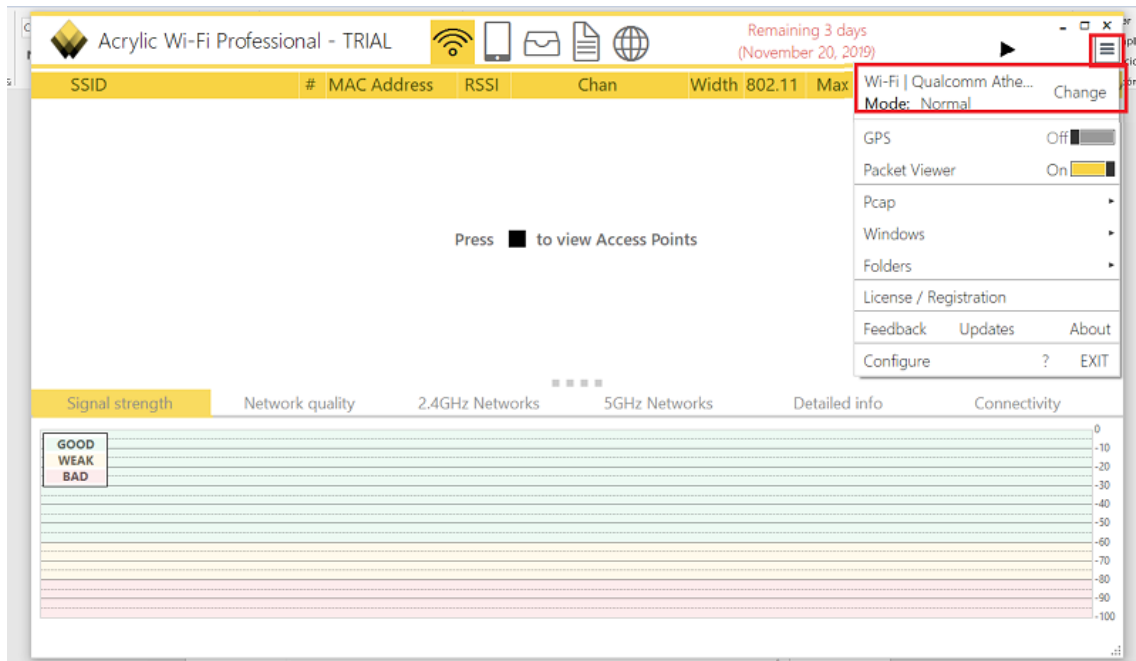 Acrylic Wi-Fi Professional - TRIAL
Remaining 3 days
(November 20, 2019)
SSID # MAC Address RSSI Chan Width 802.11 Max
Wi-Fi | Qualcomm Athe...
Mode: Normal
Change
GPS Off
Packet Viewer On
Pcap
Windows
Folders
License / Registration
Feedback Updates About
Configure ? EXIT
Press to view Access Points
Signal strength Network quality 2.4GHz Networks 5GHz Networks Detailed info Connectivity
GOOD
WEAK
BAD
0
-10
-20
-30
-40
-50
-60
-70
-80
-90
-100